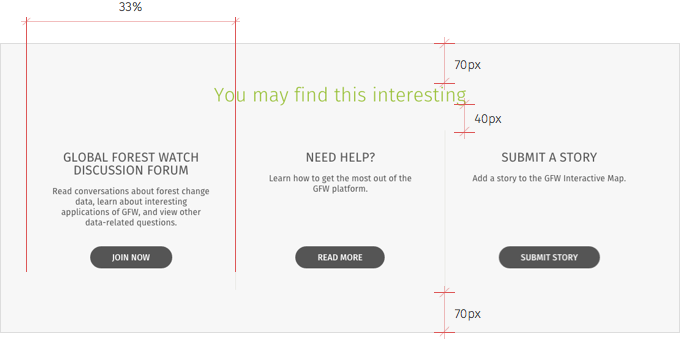 33%
70px
You may find this interesting
40px
GLOBAL FOREST WATCH
DISCUSSION FORUM
Read conversations about forest change
data, learn about interesting
applications of GFW, and view other
data-related questions.
JOIN NOW
NEED HELP?
Learn how to get the most out of the
GFW platform.
READ MORE
SUBMIT A STORY
Add a story to the GFW Interactive Map.
SUBMIT STORY
70px